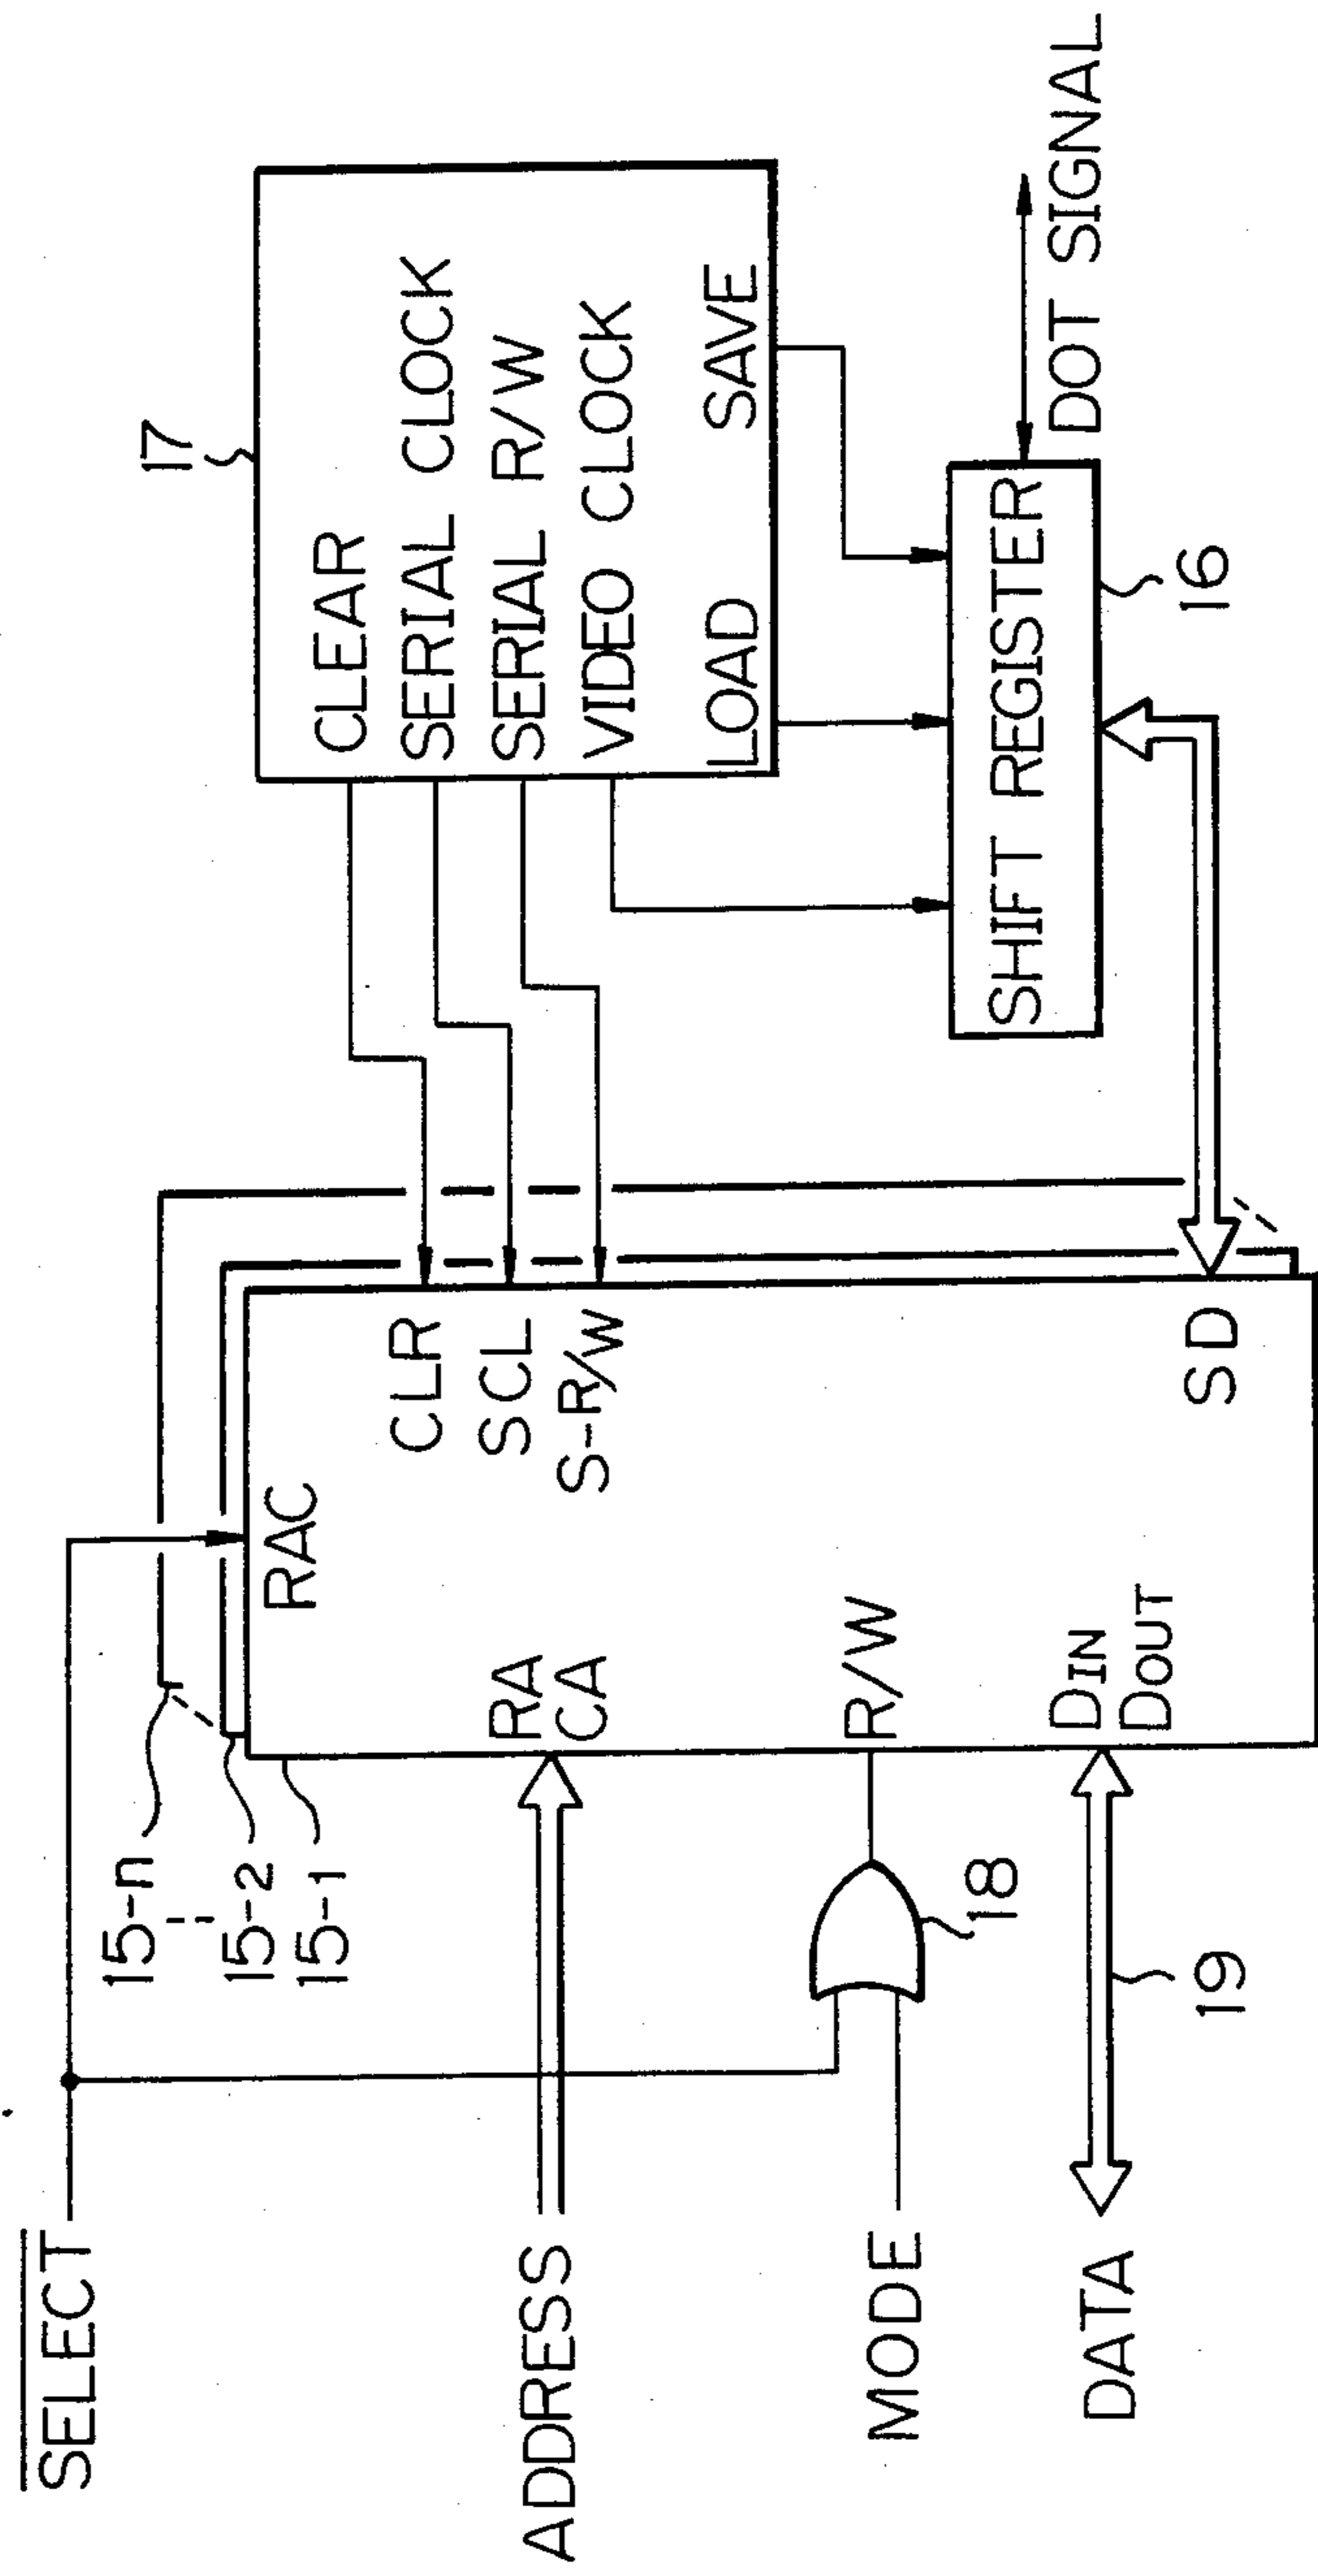 SELECT
ADDRESS
MODE
DATA
15-n
15-2
15-1
18
19
RAC
RA
CA
R/W
DIN
DOUT
CLR
SCL
S-R/W
SD
17
CLEAR
SERIAL CLOCK
SERIAL R/W
VIDEO CLOCK
LOAD SAVE
SHIFT REGISTER
16
DOT SIGNAL